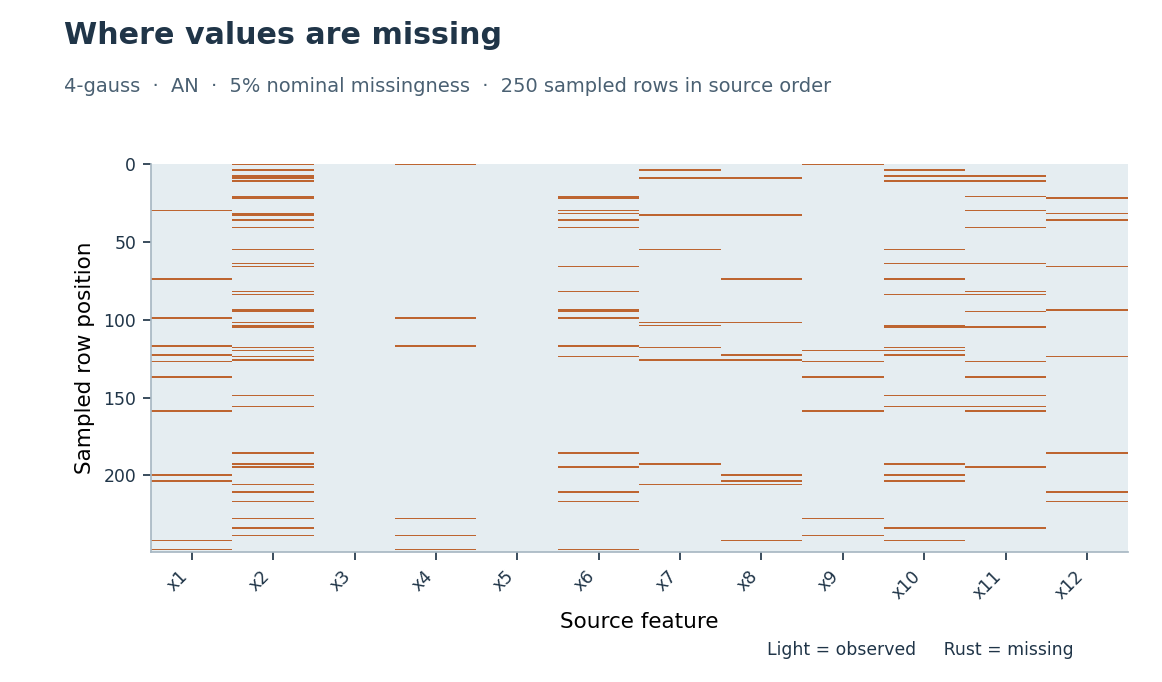 Where values are missing
4-gauss · AN · 5% nominal missingness · 250 sampled rows in source order
Sampled row position
0
50
100
150
200
x1 x2 x3 x4 x5 x6 x7 x8 x9 x10 x11 x12
Source feature
Light = observed Rust = missing